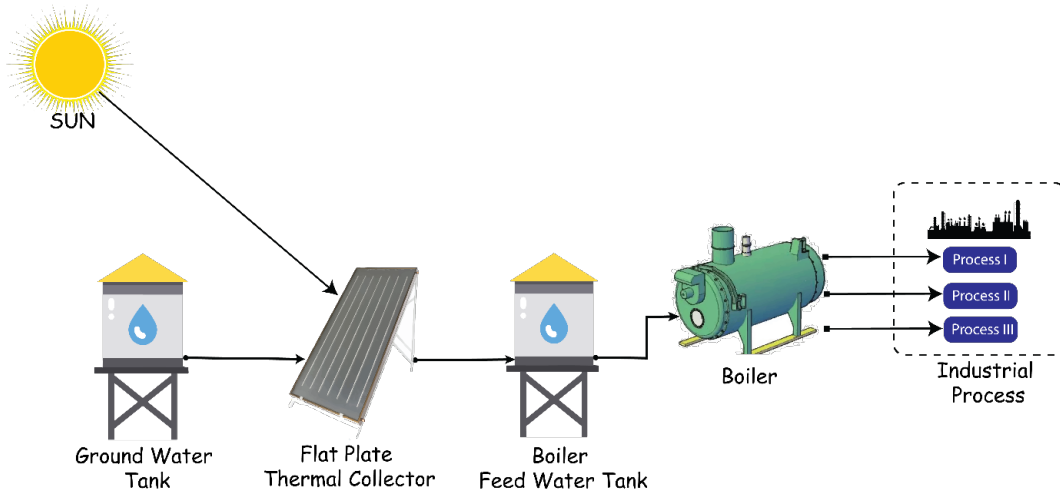 SUN
Process I
Process II
Process III
Industrial
Process
Boiler
Ground Water
Tank
Flat Plate
Thermal Collector
Boiler
Feed Water Tank